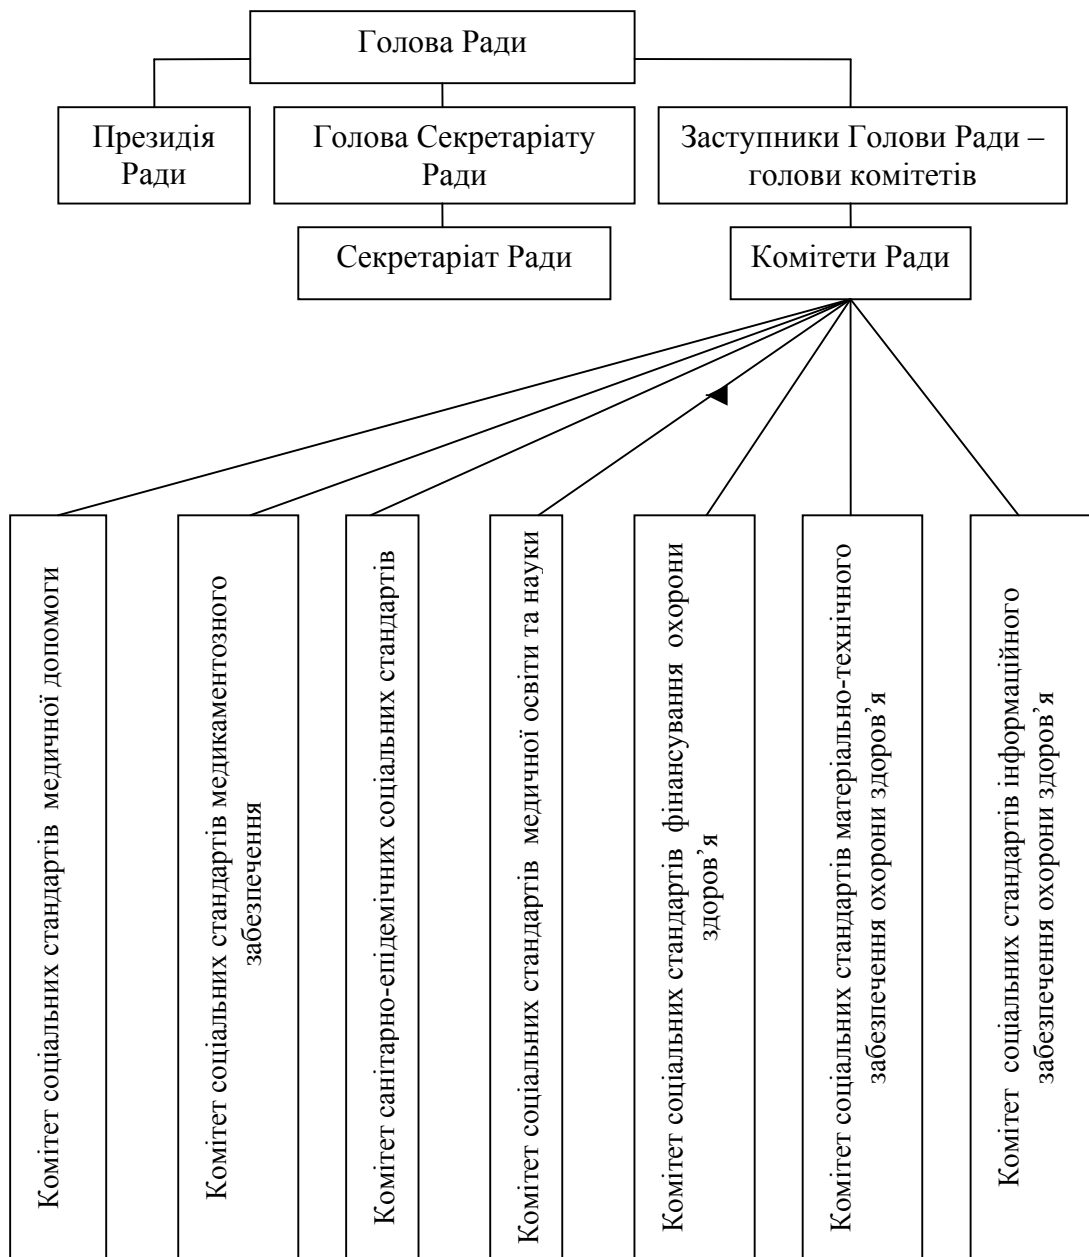 Голова Ради
Президія
Ради
Голова Секретаріату
Ради
Заступники Голови Ради –
голови комітетів
Секретаріат Ради
Комітети Ради
Комітет соціальних стандартів медичної допомоги
Комітет соціальних стандартів медикаментозного
забезпечення
Комітет санітарно-епідемічних соціальних стандартів
Комітет соціальних стандартів медичної освіти та науки
Комітет соціальних стандартів фінансування охорони
здоров’я
Комітет соціальних стандартів матеріально-технічного
забезпечення охорони здоров’я
Комітет соціальних стандартів інформаційного
забезпечення охорони здоров’я